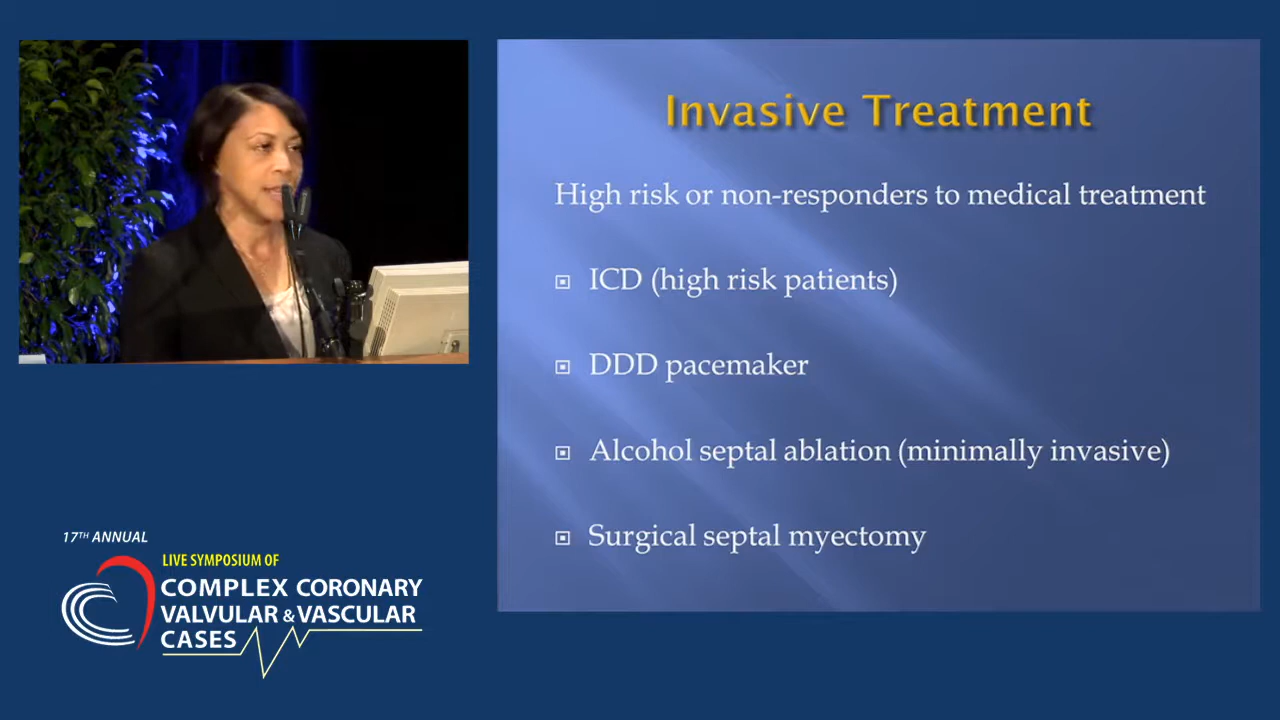 Invasive Treatment
High risk or non-responders to medical treatment
ICD (high risk patients)
DDD pacemaker
Alcohol septal ablation (minimally invasive)
Surgical septal myectomy
17TH ANNUAL
LIVE SYMPOSIUM OF
COMPLEX CORONARY
VALVULAR & VASCULAR
CASES